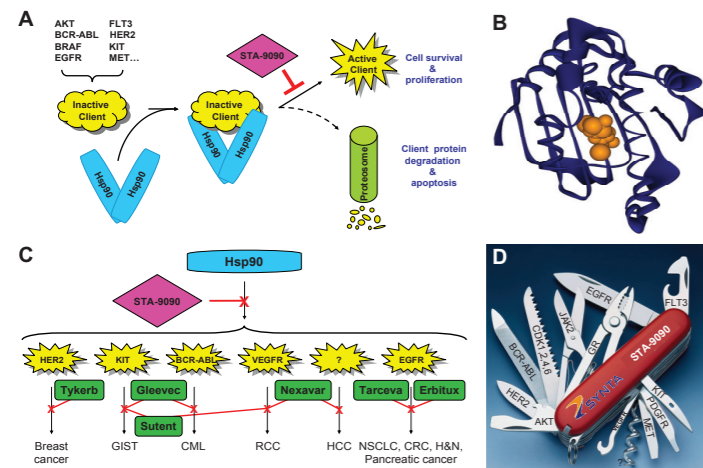 A
AKT FLT3
BCR-ABL HER2
BRAF KIT
EGFR MET...
Inactive
Client
Hsp90
Hsp90
STA-9090
Inactive
Client
Hsp90
Hsp90
Active
Client
Cell survival
&
proliferation
Proteosome
Client protein
degradation
&
apoptosis
B
C
Hsp90
STA-9090
HER2 KIT BCR-ABL VEGFR ? EGFR
Tykerb Gleevec Nexavar Tarceva Erbitux
Sutent
Breast
cancer
GIST
CML
RCC
HCC
NSCLC, CRC, H&N,
Pancreatic cancer
D
EGFR
FLT3
JAK2
CDK1,2,4,6
GR
BCR-ABL
STA-9090
HER2
SYNTA
AKT
KIT
PDGFR
MET
VEGFR
?